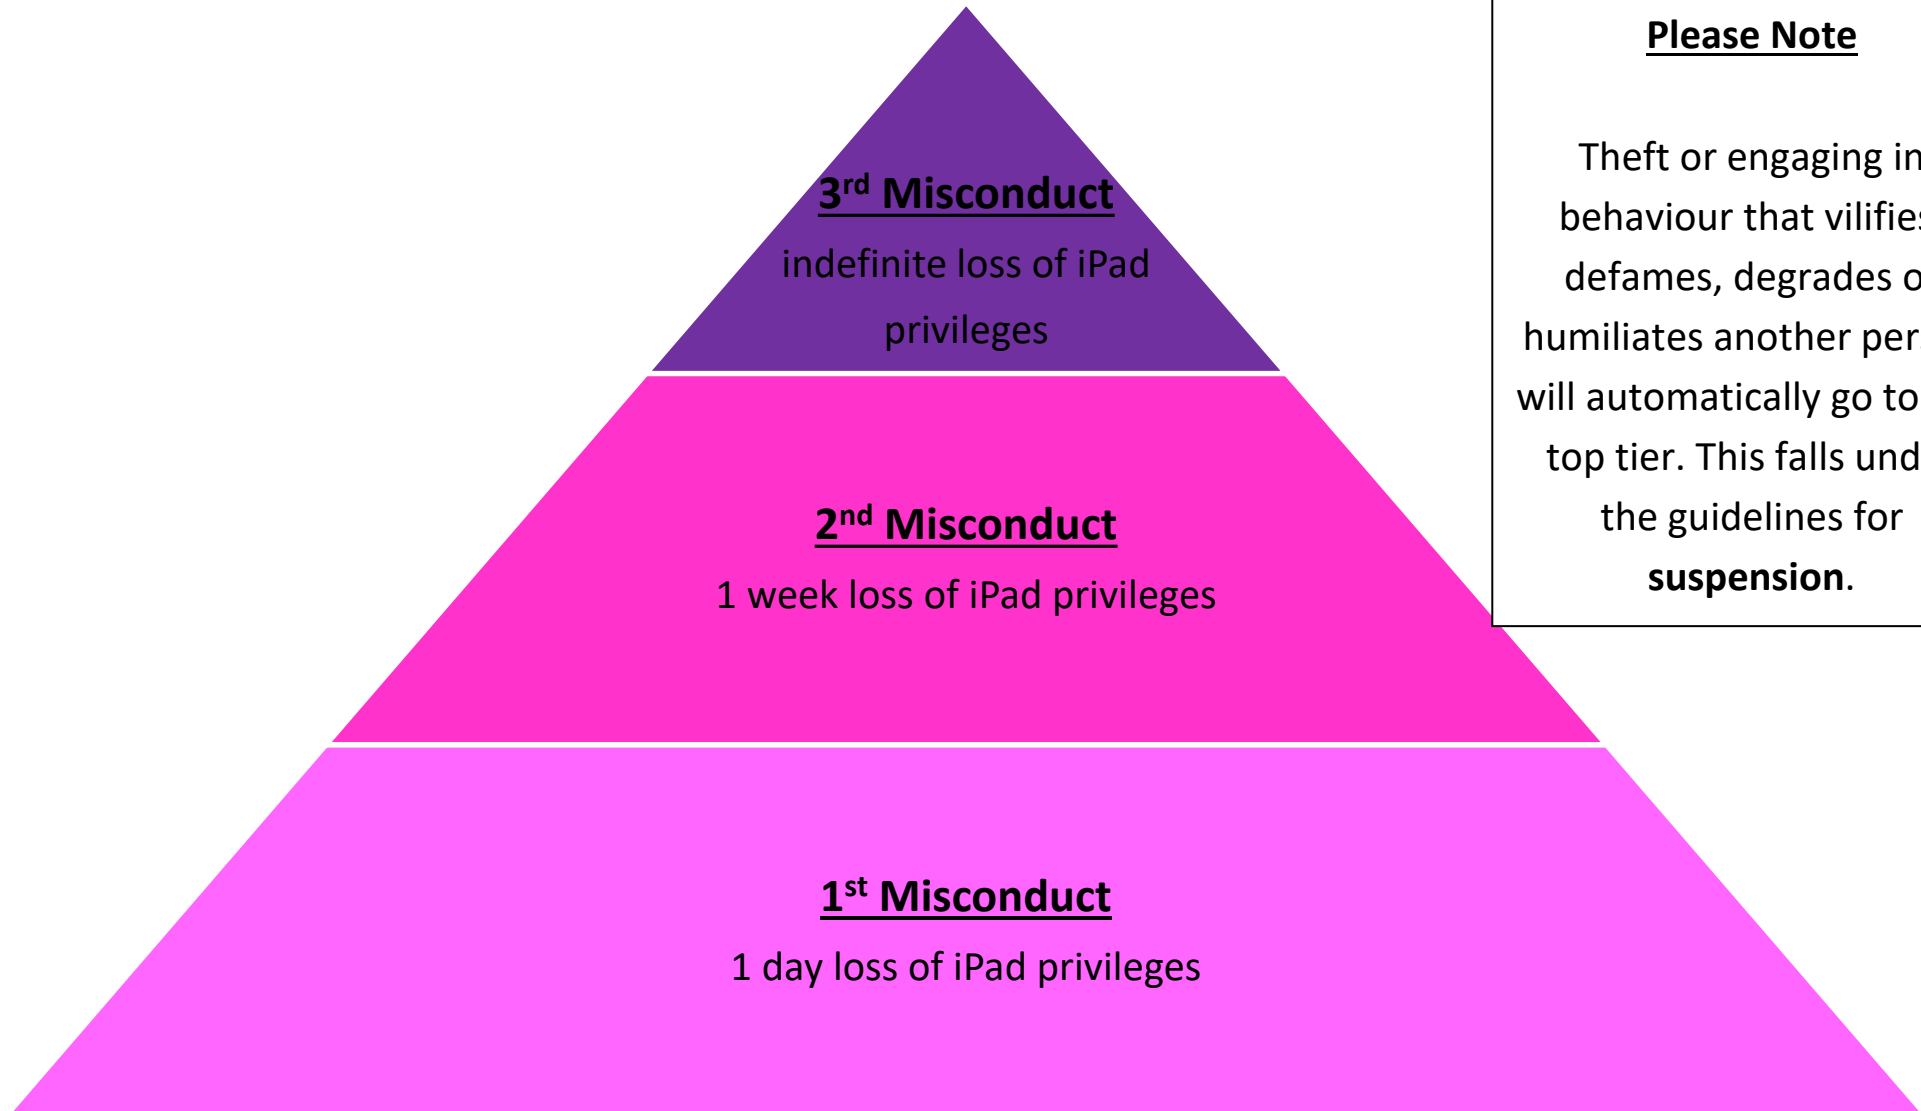 Please Note
Theft or engaging in
behaviour that vilifies
defames, degrades o
humiliates another per
will automatically go to
top tier. This falls und
the guidelines for
suspension.
3rd Misconduct
indefinite loss of iPad
privileges
2nd Misconduct
1 week loss of iPad privileges
1st Misconduct
1 day loss of iPad privileges